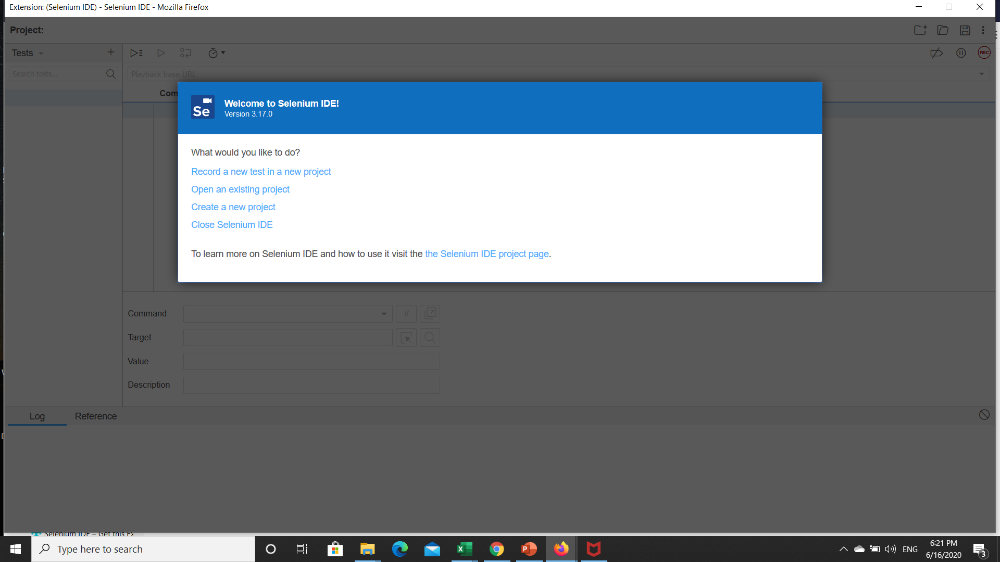 Extension: (Selenium IDE) - Selenium IDE - Mozilla Firefox
Project:
Tests
REC
Search tests...
Playback base URL
Com
Se
Welcome to Selenium IDE!
Version 3.17.0
What would you like to do?
Record a new test in a new project
Open an existing project
Create a new project
Close Selenium IDE
To learn more on Selenium IDE and how to use it visit the the Selenium IDE project page.
Command
//
Target
Value
Description
Log
Reference
Selenium IDE – Get this Ex
Type here to search
ENG
6:21 PM
6/16/2020
3